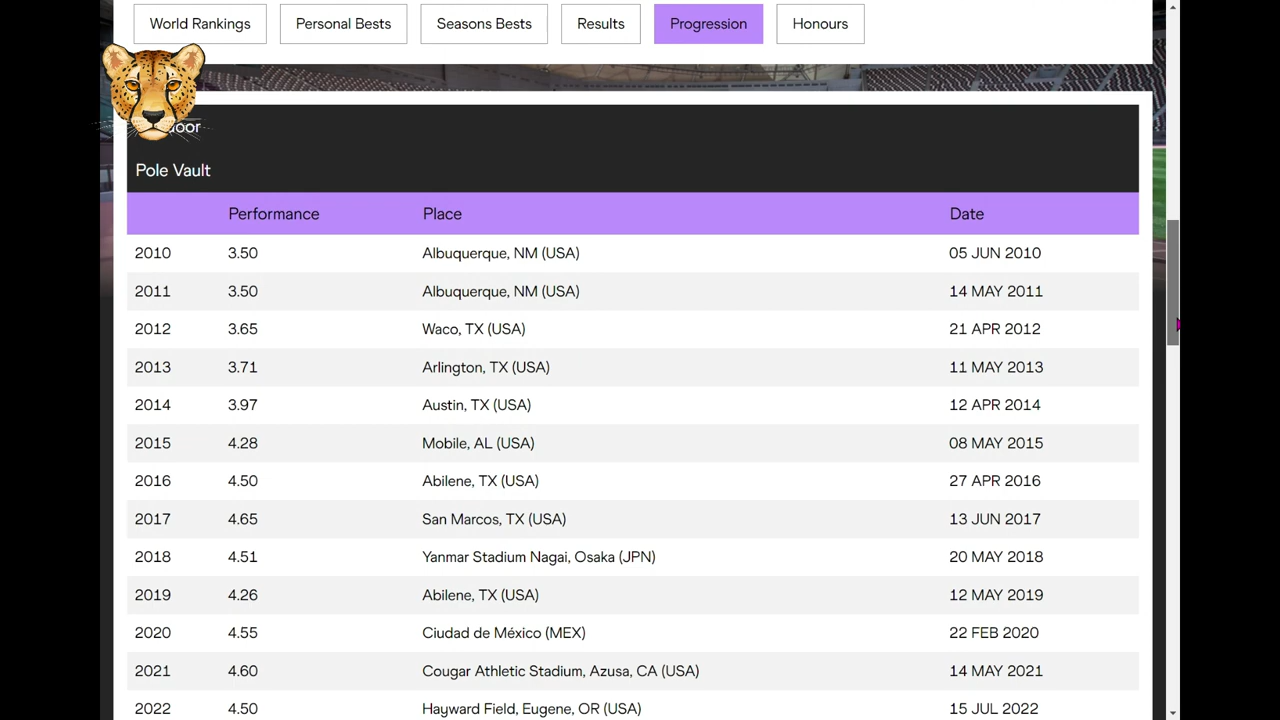 World Rankings Personal Bests Seasons Bests Results Progression Honours
Pole Vault
Performance Place Date
2010 3.50 Albuquerque, NM (USA) 05 JUN 2010
2011 3.50 Albuquerque, NM (USA) 14 MAY 2011
2012 3.65 Waco, TX (USA) 21 APR 2012
2013 3.71 Arlington, TX (USA) 11 MAY 2013
2014 3.97 Austin, TX (USA) 12 APR 2014
2015 4.28 Mobile, AL (USA) 08 MAY 2015
2016 4.50 Abilene, TX (USA) 27 APR 2016
2017 4.65 San Marcos, TX (USA) 13 JUN 2017
2018 4.51 Yanmar Stadium Nagai, Osaka (JPN) 20 MAY 2018
2019 4.26 Abilene, TX (USA) 12 MAY 2019
2020 4.55 Ciudad de México (MEX) 22 FEB 2020
2021 4.60 Cougar Athletic Stadium, Azusa, CA (USA) 14 MAY 2021
2022 4.50 Hayward Field, Eugene, OR (USA) 15 JUL 2022